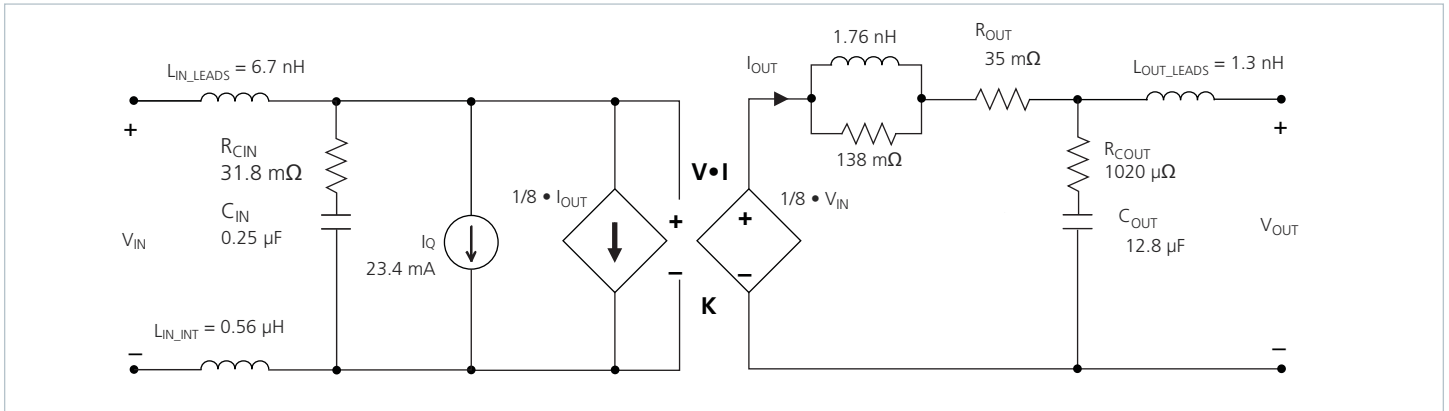 L_IN_LEADS = 6.7 nH
+
R_CIN
31.8 mΩ
C_IN
0.25 µF
V_IN
I_Q
23.4 mA
1/8 • I_OUT
L_IN_INT = 0.56 µH
–
V•I
+
–
K
+
–
1/8 • V_IN
I_OUT
1.76 nH
138 mΩ
R_OUT
35 mΩ
L_OUT_LEADS = 1.3 nH
+
R_COUT
1020 µΩ
C_OUT
12.8 µF
V_OUT
–